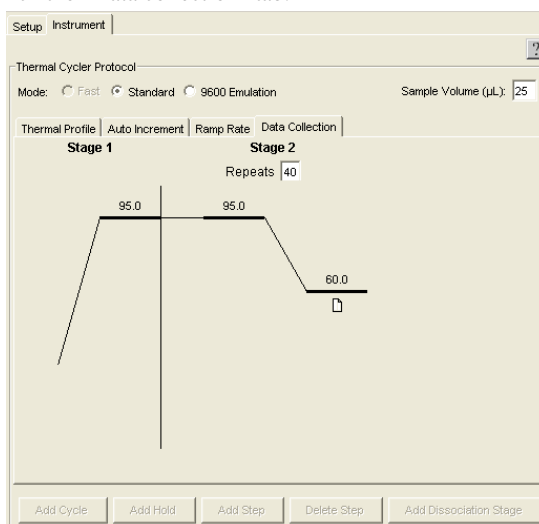 Setup Instrument
?
Thermal Cycler Protocol
Mode: Fast Standard 9600 Emulation Sample Volume (µL): 25
Thermal Profile Auto Increment Ramp Rate Data Collection
Stage 1 Stage 2
Repeats 40
95.0 95.0
60.0
Add Cycle Add Hold Add Step Delete Step Add Dissociation Stage